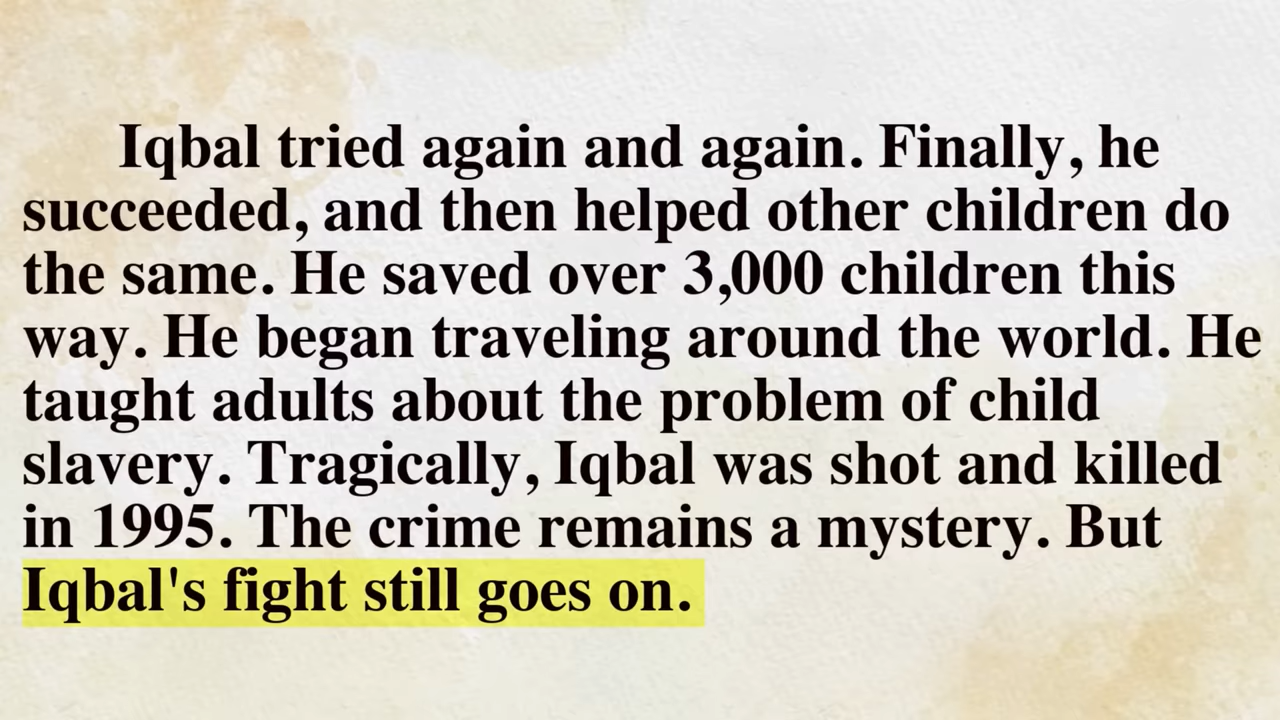 Iqbal tried again and again. Finally, he
succeeded, and then helped other children do
the same. He saved over 3,000 children this
way. He began traveling around the world. He
taught adults about the problem of child
slavery. Tragically, Iqbal was shot and killed
in 1995. The crime remains a mystery. But
Iqbal's fight still goes on.